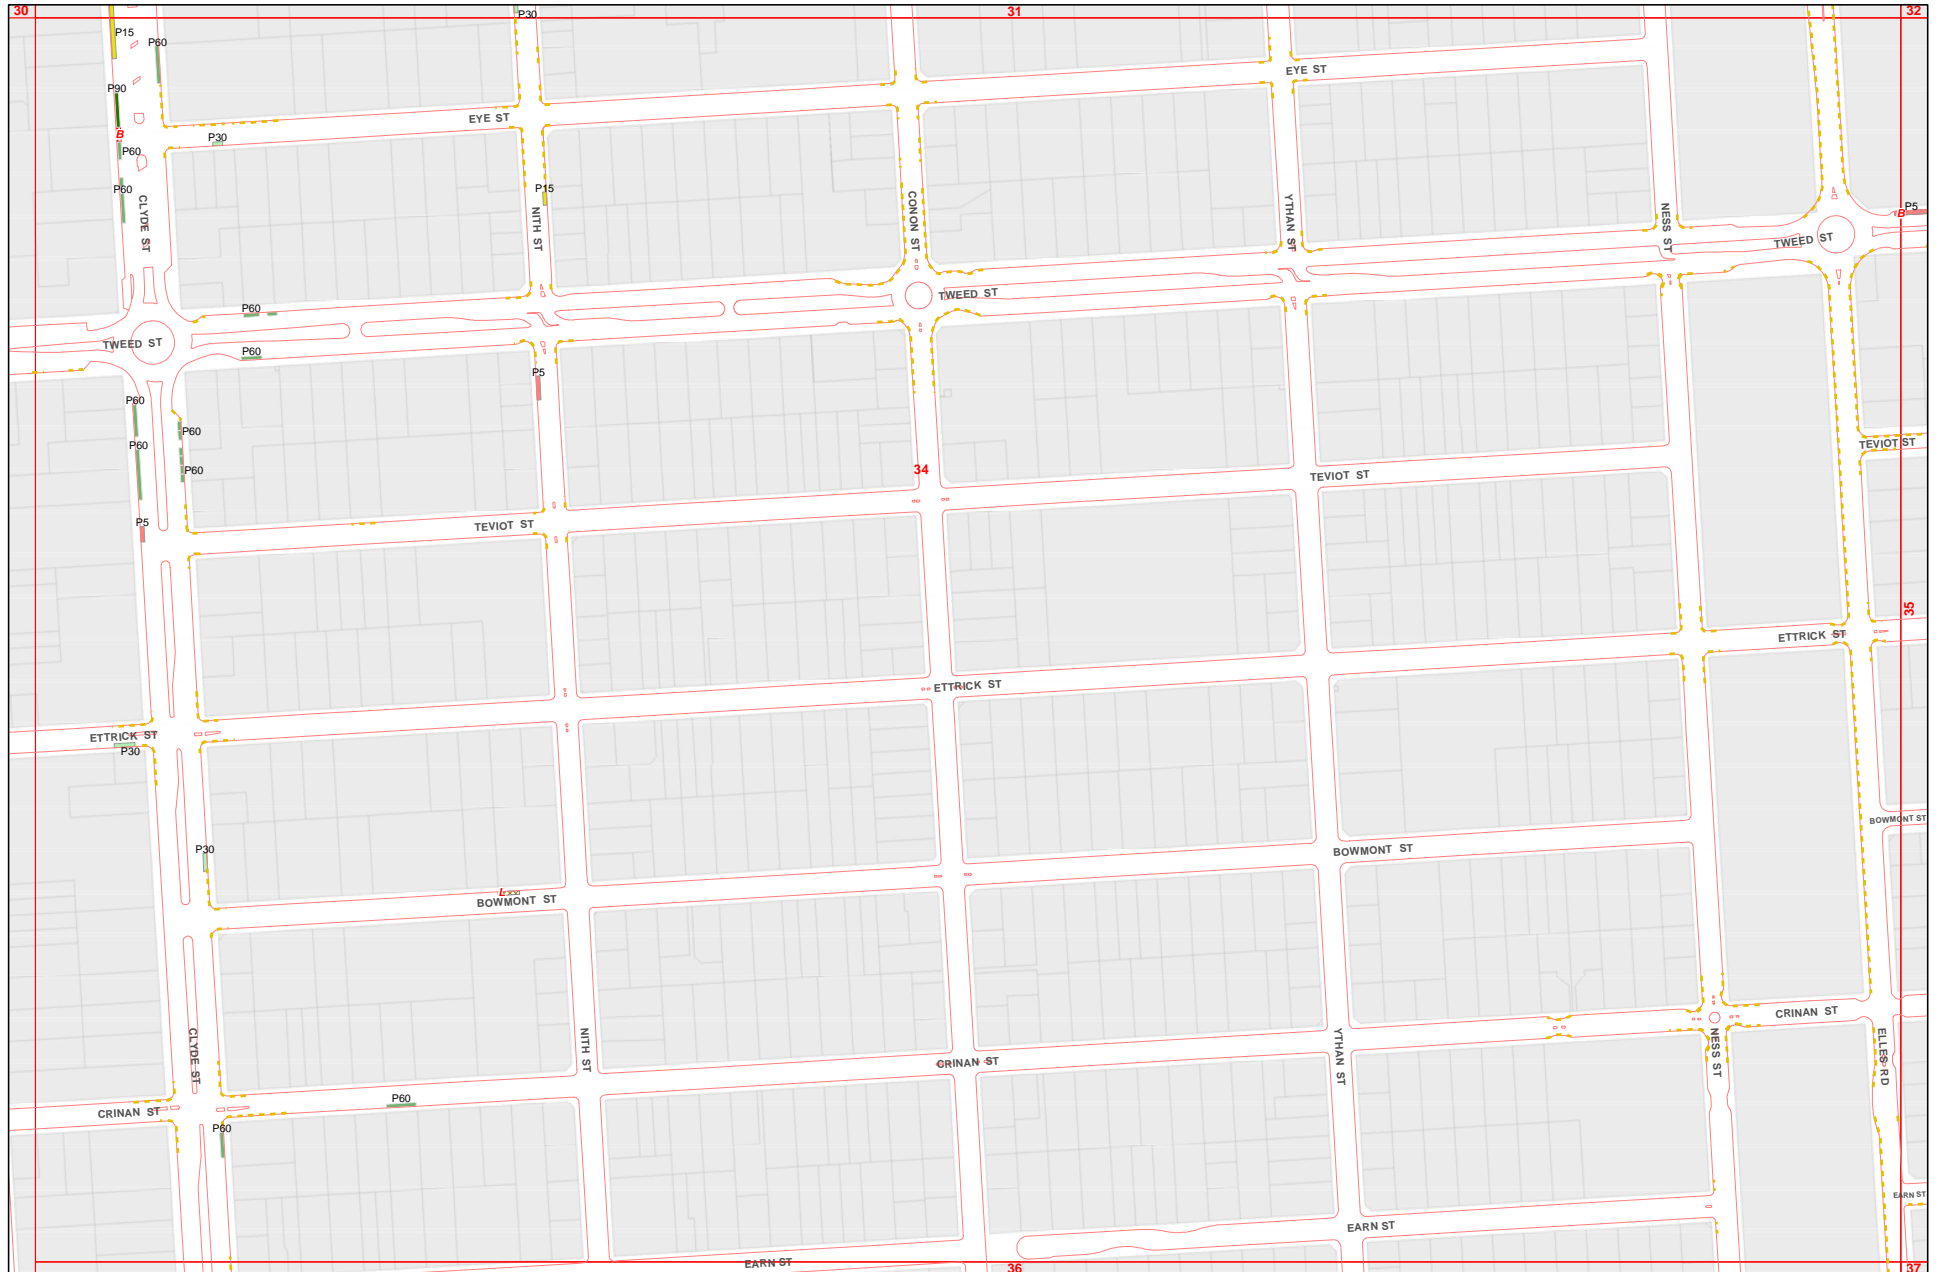 30
31
32
P15
P60
P30
EYE ST
P90
B
P30
EYE ST
P60
P60
P15
CLYDE ST
NITH ST
CONON ST
YTHAN ST
NESS ST
P5
B
TWEED ST
TWEED ST
P60
TWEED ST
P60
P5
P60
P60
P60
P60
34
TEVIOT ST
TEVIOT ST
P5
TEVIOT ST
35
ETTRICK ST
ETTRICK ST
ETTRICK ST
P30
BOWMONT ST
P30
BOWMONT ST
L
BOWMONT ST
CRINAN ST
CLYDE ST
NITH ST
CRINAN ST
YTHAN ST
NESS ST
ELLES RD
P60
CRINAN ST
P60
EARN ST
EARN ST
EARN ST
36
37